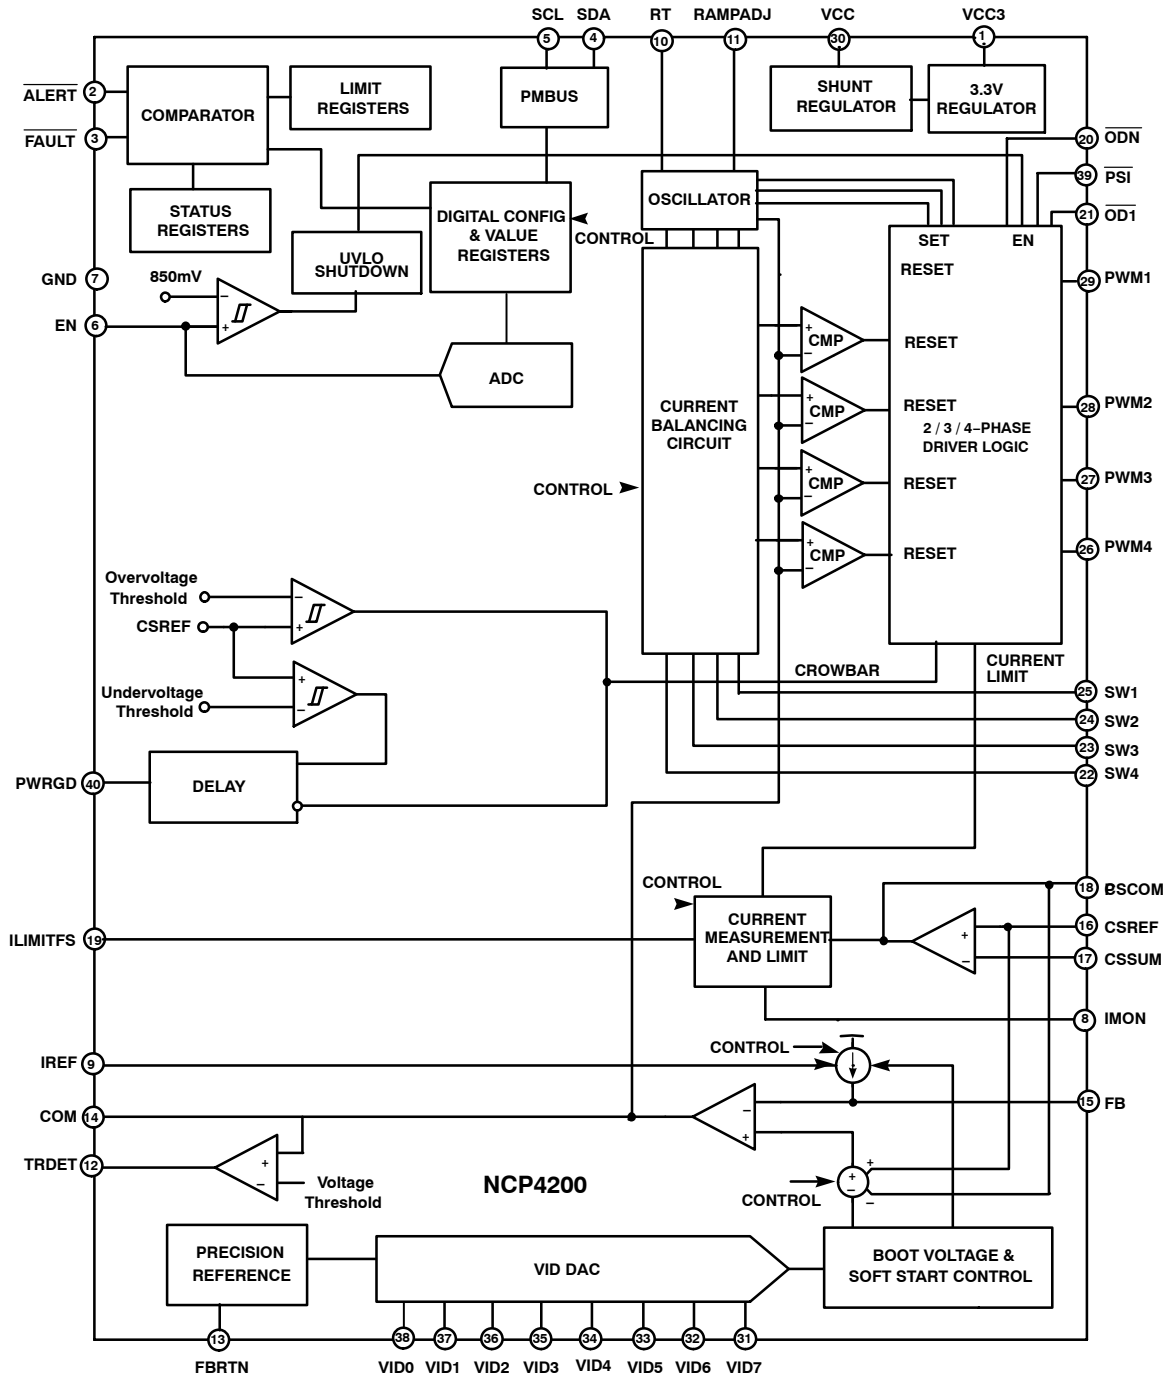 SCL SDA RT RAMPADJ VCC VCC3
5 4 10 11 30 1
ALERT 2
FAULT 3
COMPARATOR
LIMIT
REGISTERS
PMBUS
SHUNT
REGULATOR
3.3V
REGULATOR
20 ODN
39 PSI
21 OD1
STATUS
REGISTERS
DIGITAL CONFIG
& VALUE
REGISTERS
CONTROL
OSCILLATOR
SET EN
UVLO
SHUTDOWN
GND 7
850mV
–
+
EN 6
ADC
RESET
29 PWM1
+
–
CMP
RESET
+
–
CMP
RESET
28 PWM2
CURRENT
BALANCING
CIRCUIT
2 / 3 / 4–PHASE
DRIVER LOGIC
CONTROL
+
–
CMP
RESET
27 PWM3
+
–
CMP
RESET
26 PWM4
Overvoltage
Threshold
–
+
CSREF
Undervoltage
Threshold
+
–
CROWBAR
CURRENT
LIMIT
25 SW1
24 SW2
23 SW3
22 SW4
PWRGD 40
DELAY
CONTROL
CURRENT
MEASUREMENT
AND LIMIT
18 CSCOM
+
–
16 CSREF
17 CSSUM
ILIMITFS 19
8 IMON
CONTROL
IREF 9
15 FB
–
+
COM 14
TRDET 12
+
–
Voltage
Threshold
NCP4200
CONTROL
+
–
+
–
PRECISION
REFERENCE
VID DAC
BOOT VOLTAGE &
SOFT START CONTROL
13 38 37 36 35 34 33 32 31
FBRTN VID0 VID1 VID2 VID3 VID4 VID5 VID6 VID7